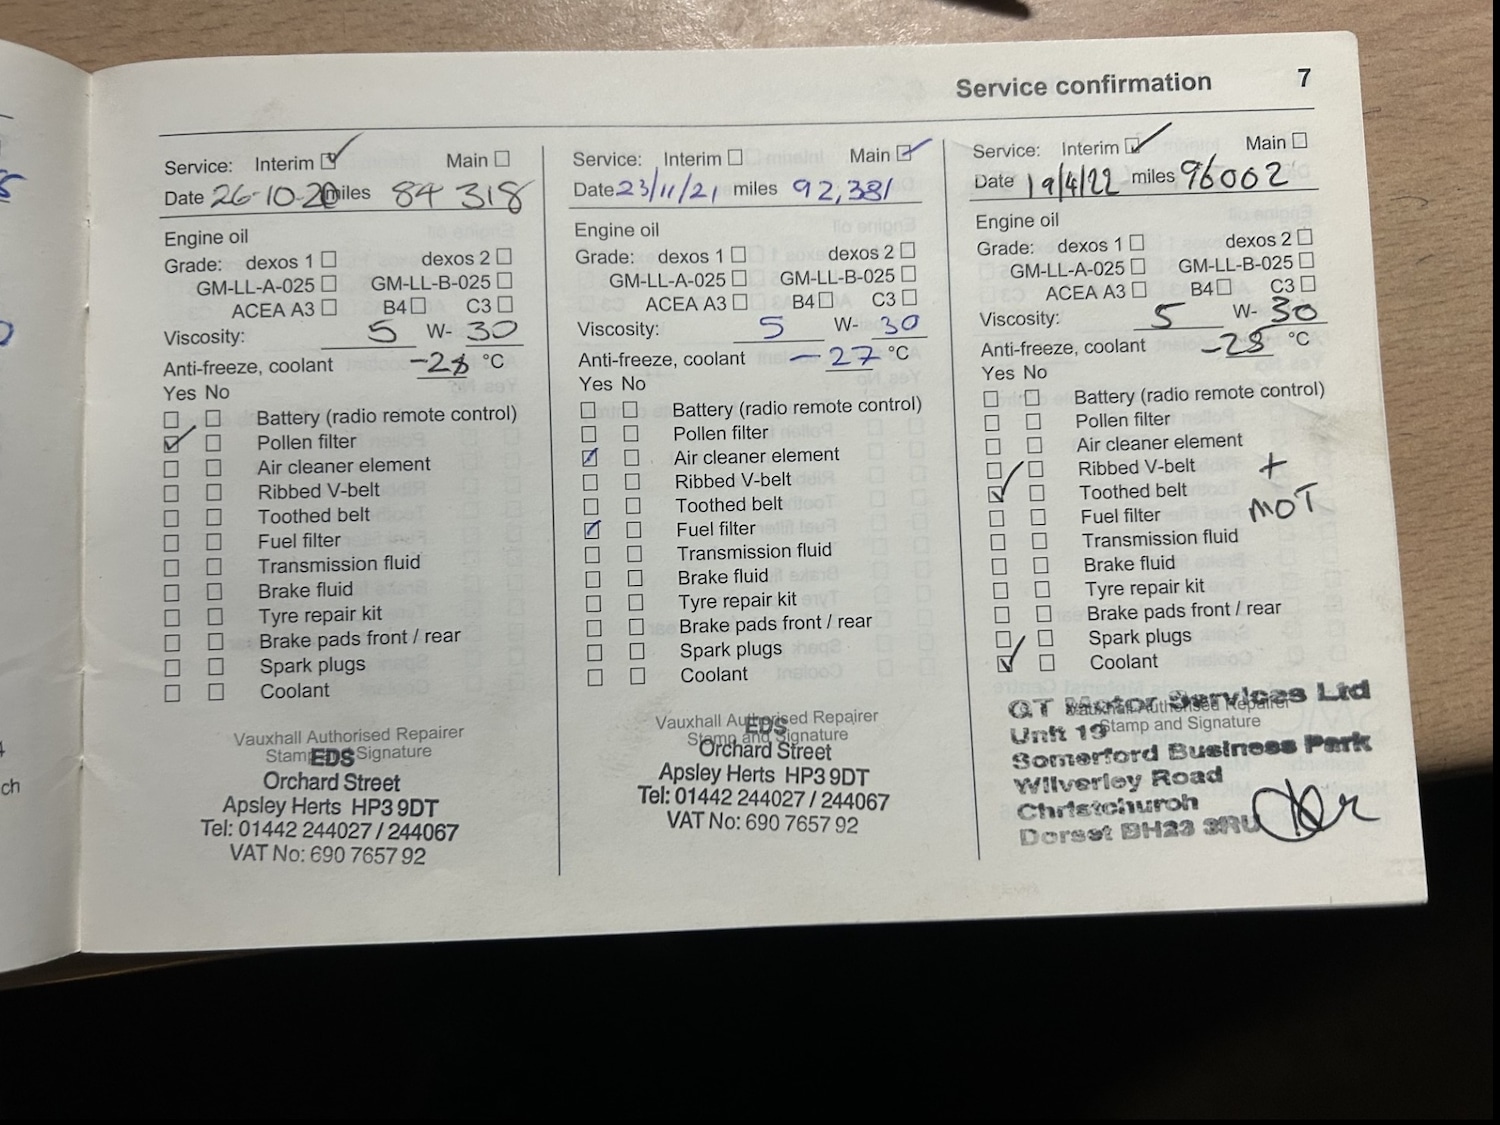 Service confirmation 7
Service: Interim Main
Date 26-10-20 miles 84 318
Engine oil
Grade: dexos 1 dexos 2
GM-LL-A-025 GM-LL-B-025
ACEA A3 B4 C3
Viscosity: 5 W- 30
Anti-freeze, coolant -28 °C
Yes No
Battery (radio remote control)
Pollen filter
Air cleaner element
Ribbed V-belt
Toothed belt
Fuel filter
Transmission fluid
Brake fluid
Tyre repair kit
Brake pads front / rear
Spark plugs
Coolant
Vauxhall Authorised Repairer
Stamp and Signature
EDS
Orchard Street
Apsley Herts HP3 9DT
Tel: 01442 244027 / 244067
VAT No: 690 7657 92
Service: Interim Main
Date 23/11/21 miles 92,381
Engine oil
Grade: dexos 1 dexos 2
GM-LL-A-025 GM-LL-B-025
ACEA A3 B4 C3
Viscosity: 5 W- 30
Anti-freeze, coolant -27 °C
Yes No
Battery (radio remote control)
Pollen filter
Air cleaner element
Ribbed V-belt
Toothed belt
Fuel filter
Transmission fluid
Brake fluid
Tyre repair kit
Brake pads front / rear
Spark plugs
Coolant
Vauxhall Authorised Repairer
Stamp and Signature
EDS
Orchard Street
Apsley Herts HP3 9DT
Tel: 01442 244027 / 244067
VAT No: 690 7657 92
Service: Interim Main
Date 19/4/22 miles 96002
Engine oil
Grade: dexos 1 dexos 2
GM-LL-A-025 GM-LL-B-025
ACEA A3 B4 C3
Viscosity: 5 W- 30
Anti-freeze, coolant -28 °C
Yes No
Battery (radio remote control)
Pollen filter
Air cleaner element
Ribbed V-belt +
Toothed belt MOT
Fuel filter
Transmission fluid
Brake fluid
Tyre repair kit
Brake pads front / rear
Spark plugs
Coolant
Vauxhall Authorised Repairer
Stamp and Signature
GT Motor Services Ltd
Unit 19
Somerford Business Park
Wilverley Road
Christchurch
Dorset BH23 3RU